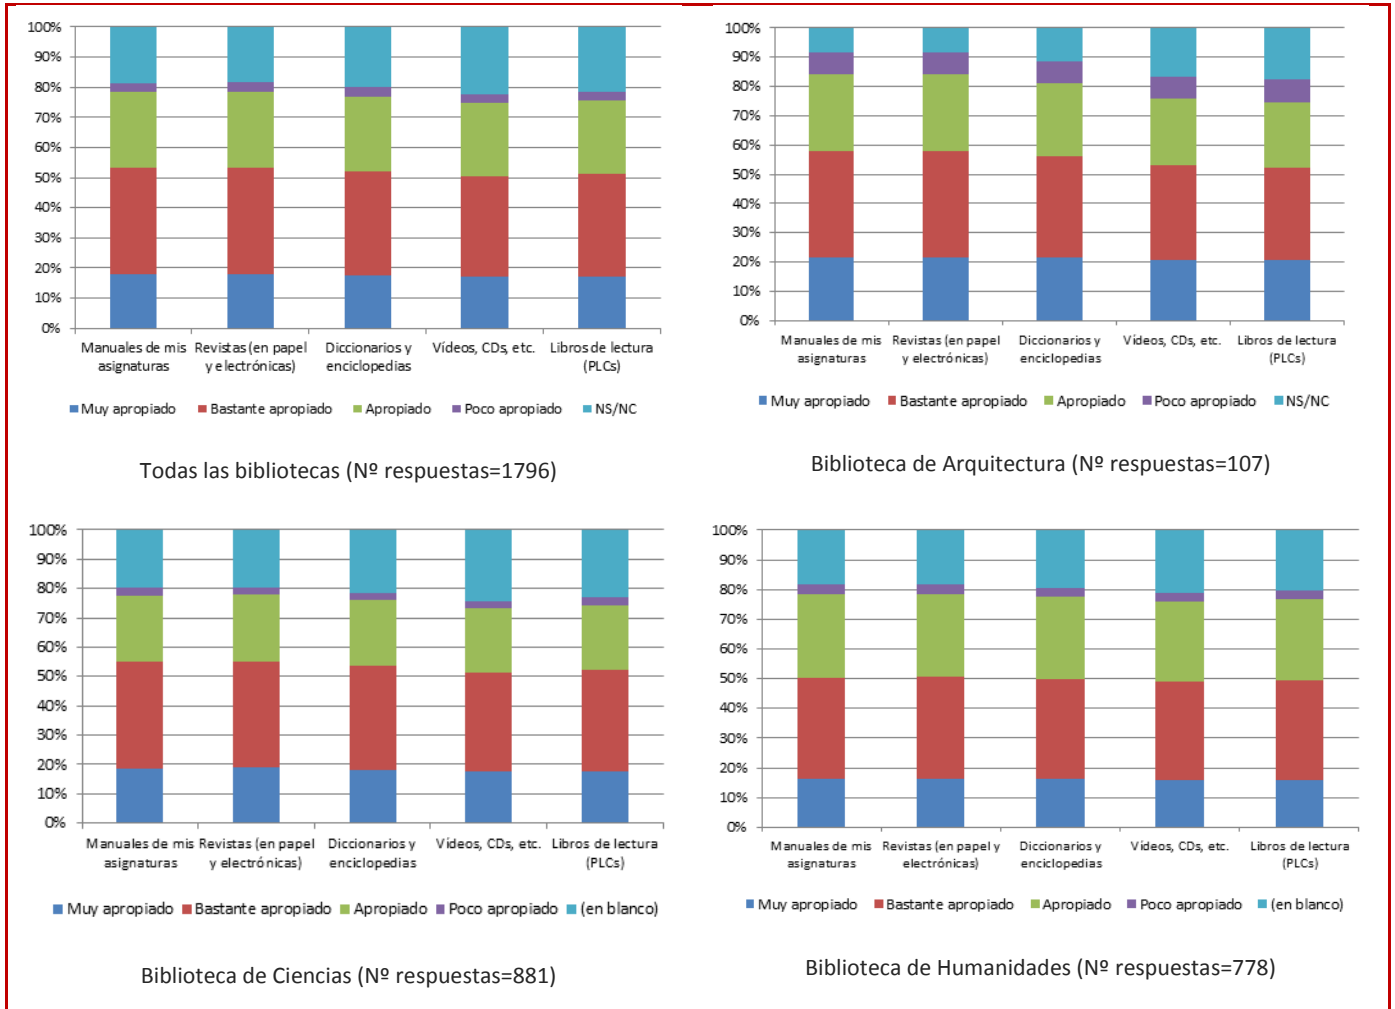 100%
90%
80%
70%
60%
50%
40%
30%
20%
10%
0%
Manuales de mis asignaturas
Revistas (en papel y electrónicas)
Diccionarios y enciclopedias
Vídeos, CDs, etc.
Libros de lectura (PLCs)
Muy apropiado Bastante apropiado Apropiado Poco apropiado NS/NC
Todas las bibliotecas (Nº respuestas=1796)
100%
90%
80%
70%
60%
50%
40%
30%
20%
10%
0%
Manuales de mis asignaturas
Revistas (en papel y electrónicas)
Diccionarios y enciclopedias
Vídeos, CDs, etc.
Libros de lectura (PLCs)
Muy apropiado Bastante apropiado Apropiado Poco apropiado NS/NC
Biblioteca de Arquitectura (Nº respuestas=107)
100%
90%
80%
70%
60%
50%
40%
30%
20%
10%
0%
Manuales de mis asignaturas
Revistas (en papel y electrónicas)
Diccionarios y enciclopedias
Vídeos, CDs, etc.
Libros de lectura (PLCs)
Muy apropiado Bastante apropiado Apropiado Poco apropiado (en blanco)
Biblioteca de Ciencias (Nº respuestas=881)
100%
90%
80%
70%
60%
50%
40%
30%
20%
10%
0%
Manuales de mis asignaturas
Revistas (en papel y electrónicas)
Diccionarios y enciclopedias
Vídeos, CDs, etc.
Libros de lectura (PLCs)
Muy apropiado Bastante apropiado Apropiado Poco apropiado (en blanco)
Biblioteca de Humanidades (Nº respuestas=778)